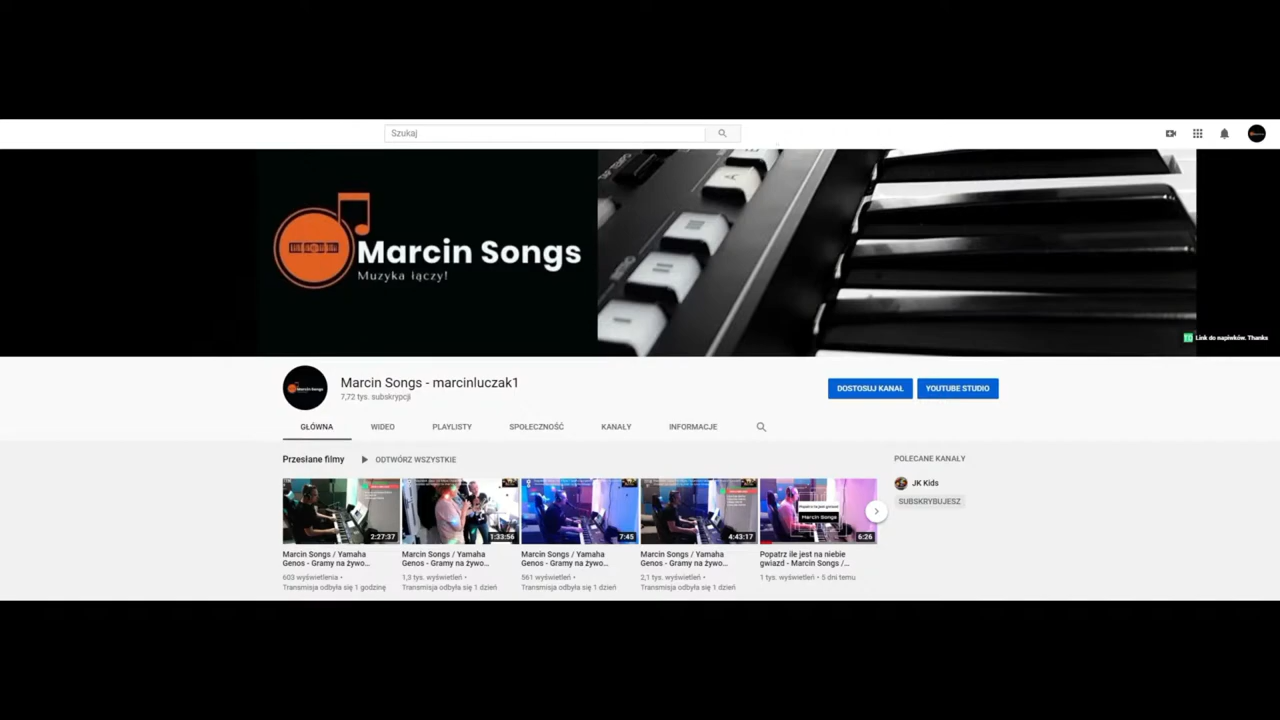 Szukaj
Marcin Songs
Muzyka łączy!
Link do napiwków. Thanks
Marcin Songs - marcinluczak1
7,72 tys. subskrypcji
DOSTOSUJ KANAŁ
YOUTUBE STUDIO
GŁÓWNA
WIDEO
PLAYLISTY
SPOŁECZNOŚĆ
KANAŁY
INFORMACJE
Przesłane filmy
ODTWÓRZ WSZYSTKIE
POLECANE KANAŁY
JK Kids
SUBSKRYBUJESZ
2:27:37
1:33:56
7:45
4:43:17
Marcin Songs
6:26
Marcin Songs / Yamaha
Genos - Gramy na żywo...
603 wyświetlenia •
Transmisja odbyła się 1 godzinę
Marcin Songs / Yamaha
Genos - Gramy na żywo...
1,3 tys. wyświetleń •
Transmisja odbyła się 1 dzień
Marcin Songs / Yamaha
Genos - Gramy na żywo...
561 wyświetleń •
Transmisja odbyła się 1 dzień
Marcin Songs / Yamaha
Genos - Gramy na żywo...
2,1 tys. wyświetleń •
Transmisja odbyła się 1 dzień
Popatrz ile jest na niebie
gwiazd - Marcin Songs /...
1 tys. wyświetleń • 5 dni temu